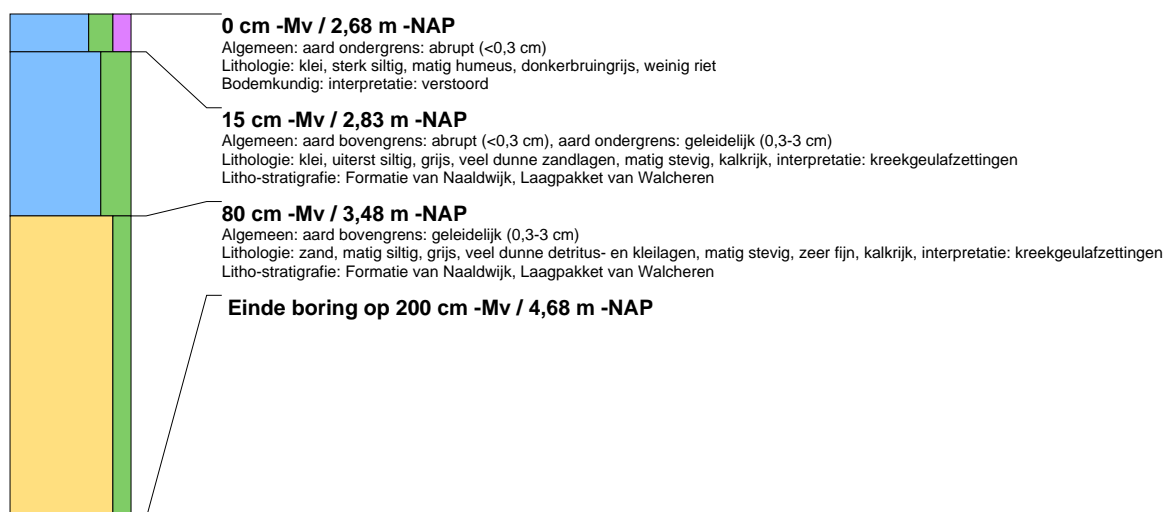 0 cm -Mv / 2,68 m -NAP
Algemeen: aard ondergrens: abrupt (<0,3 cm)
Lithologie: klei, sterk siltig, matig humeus, donkerbruingrijs, weinig riet
Bodemkundig: interpretatie: verstoord
15 cm -Mv / 2,83 m -NAP
Algemeen: aard bovengrens: abrupt (<0,3 cm), aard ondergrens: geleidelijk (0,3-3 cm)
Lithologie: klei, uiterst siltig, grijs, veel dunne zandlagen, matig stevig, kalkrijk, interpretatie: kreekgeulafzettingen
Litho-stratigrafie: Formatie van Naaldwijk, Laagpakket van Walcheren
80 cm -Mv / 3,48 m -NAP
Algemeen: aard bovengrens: geleidelijk (0,3-3 cm)
Lithologie: zand, matig siltig, grijs, veel dunne detritus- en kleilagen, matig stevig, zeer fijn, kalkrijk, interpretatie: kreekgeulafzettingen
Litho-stratigrafie: Formatie van Naaldwijk, Laagpakket van Walcheren
Einde boring op 200 cm -Mv / 4,68 m -NAP